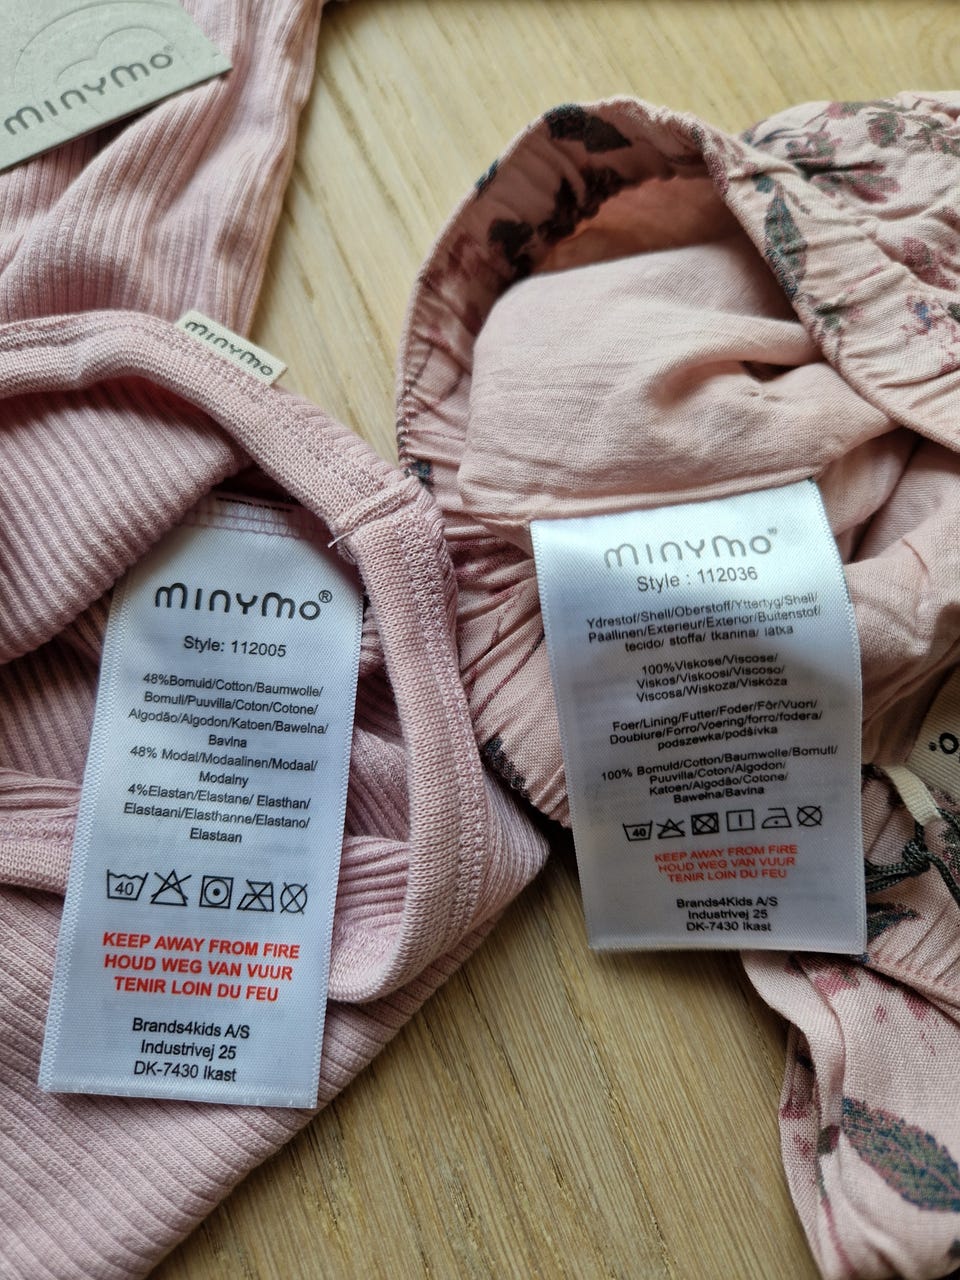 minymo
minymo
minymo®
Style: 112005
48%Bomuld/Cotton/Baumwolle/
Bomull/Puuvilla/Coton/Cotone/
Algodão/Algodon/Katoen/Bawelna/
Bavlna
48% Modal/Modaalinen/Modaal/
Modalny
4%Elastan/Elastane/ Elasthan/
Elastaani/Elasthanne/Elastano/
Elastaan
40
KEEP AWAY FROM FIRE
HOUD WEG VAN VUUR
TENIR LOIN DU FEU
Brands4kids A/S
Industrivej 25
DK-7430 Ikast
minymo
Style : 112036
Ydrestof/Shell/Oberstoff/Yttertyg/Shell/
Päällinen/Exterieur/Exterior/Buitenstof/
tecido/ stoffa/ tkanina/ látka
100%Viskose/Viscose/
Viskos/Viskoosi/Viscoso/
Viscosa/Wiskoza/Viskóza
Foer/Lining/Futter/Foder/Fôr/Vuori/
Doublure/Forro/Voering/forro/fodera/
podszewka/podšívka
100% Bomuld/Cotton/Baumwolle/Bomull/
Puuvilla/Coton/Algodon/
Katoen/Algodão/Cotone/
Bawełna/Bavlna
40
KEEP AWAY FROM FIRE
HOUD WEG VAN VUUR
TENIR LOIN DU FEU
Brands4Kids A/S
Industrivej 25
DK-7430 Ikast